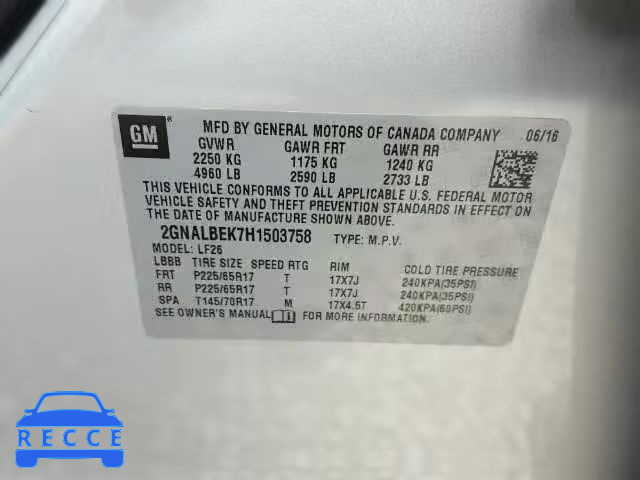 GM ® MFD BY GENERAL MOTORS OF CANADA COMPANY 06/16
GVWR GAWR FRT GAWR RR
2250 KG 1175 KG 1240 KG
4960 LB 2590 LB 2733 LB
THIS VEHICLE CONFORMS TO ALL APPLICABLE U.S. FEDERAL MOTOR
VEHICLE SAFETY AND THEFT PREVENTION STANDARDS IN EFFECT ON
THE DATE OF MANUFACTURE SHOWN ABOVE.
2GNALBEK7H1503758 TYPE: M.P.V.
MODEL: LF26
LBBB TIRE SIZE SPEED RTG RIM COLD TIRE PRESSURE
FRT P225/65R17 T 17X7J 240KPA(35PSI)
RR P225/65R17 T 17X7J 240KPA(35PSI)
SPA T145/70R17 M 17X4.5T 420KPA(60PSI)
SEE OWNER'S MANUAL FOR MORE INFORMATION.
RECCE